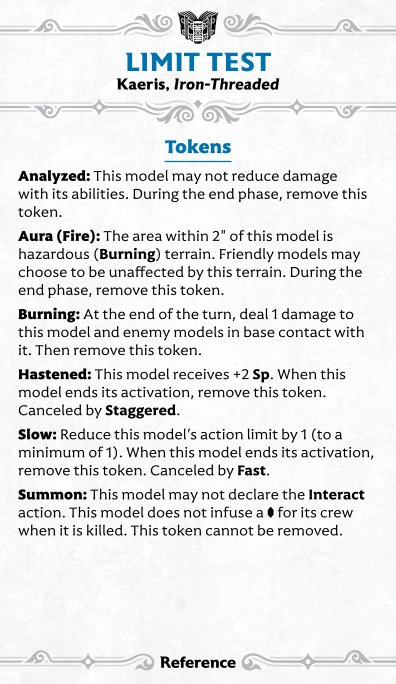 LIMIT TEST
Kaeris, Iron-Threaded
Tokens
Analyzed: This model may not reduce damage
with its abilities. During the end phase, remove this
token.
Aura (Fire): The area within 2" of this model is
hazardous (Burning) terrain. Friendly models may
choose to be unaffected by this terrain. During the
end phase, remove this token.
Burning: At the end of the turn, deal 1 damage to
this model and enemy models in base contact with
it. Then remove this token.
Hastened: This model receives +2 Sp. When this
model ends its activation, remove this token.
Canceled by Staggered.
Slow: Reduce this model's action limit by 1 (to a
minimum of 1). When this model ends its activation,
remove this token. Canceled by Fast.
Summon: This model may not declare the Interact
action. This model does not infuse a for its crew
when it is killed. This token cannot be removed.
Reference